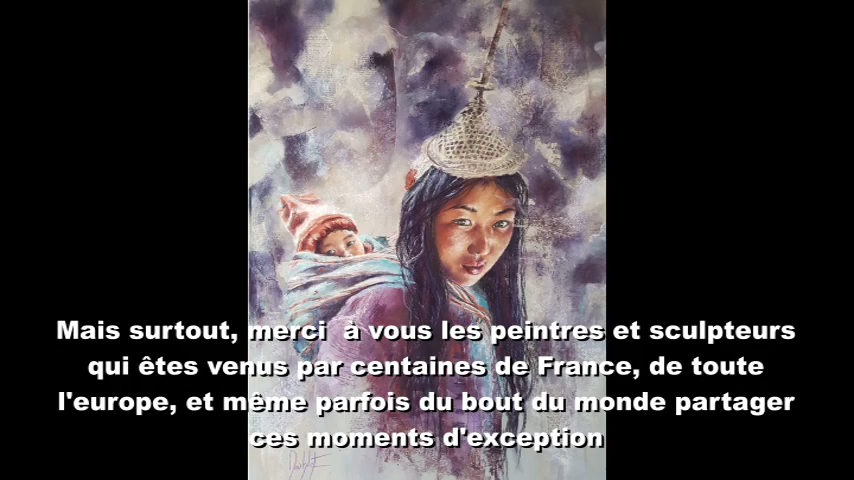 Mais surtout, merci  à vous les peintres et sculpteurs
qui êtes venus par centaines de France, de toute
l'europe, et même parfois du bout du monde partager
ces moments d'exception